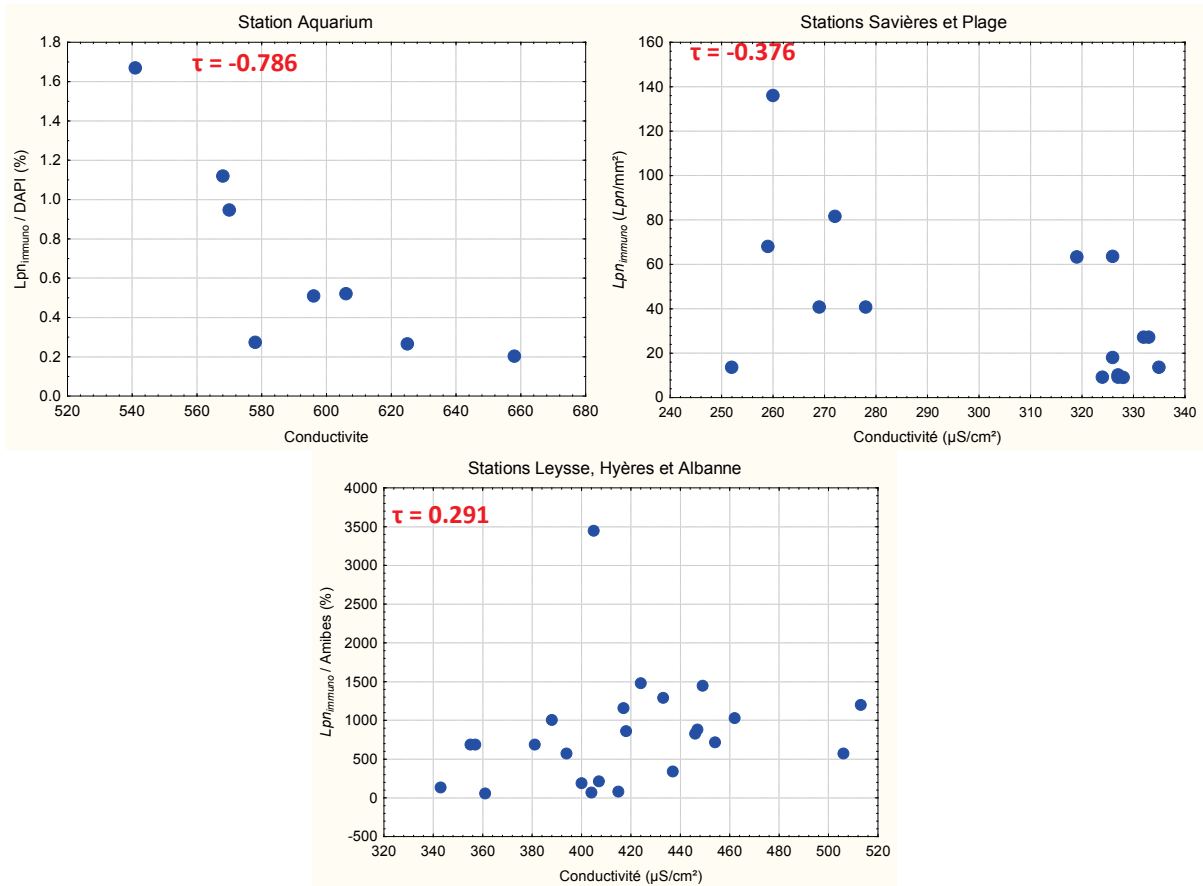 Station Aquarium
τ = -0.786
1.8
1.6
1.4
1.2
1.0
0.8
0.6
0.4
0.2
0.0
Lpnimmuno / DAPI (%)
520 540 560 580 600 620 640 660 680
Conductivite
Stations Savières et Plage
τ = -0.376
160
140
120
100
80
60
40
20
0
Lpnimmuno (Lpn/mm²)
240 250 260 270 280 290 300 310 320 330 340
Conductivité (µS/cm²)
Stations Leysse, Hyères et Albanne
τ = 0.291
4000
3500
3000
2500
2000
1500
1000
500
0
-500
Lpnimmuno / Amibes (%)
320 340 360 380 400 420 440 460 480 500 520
Conductivité (µS/cm²)